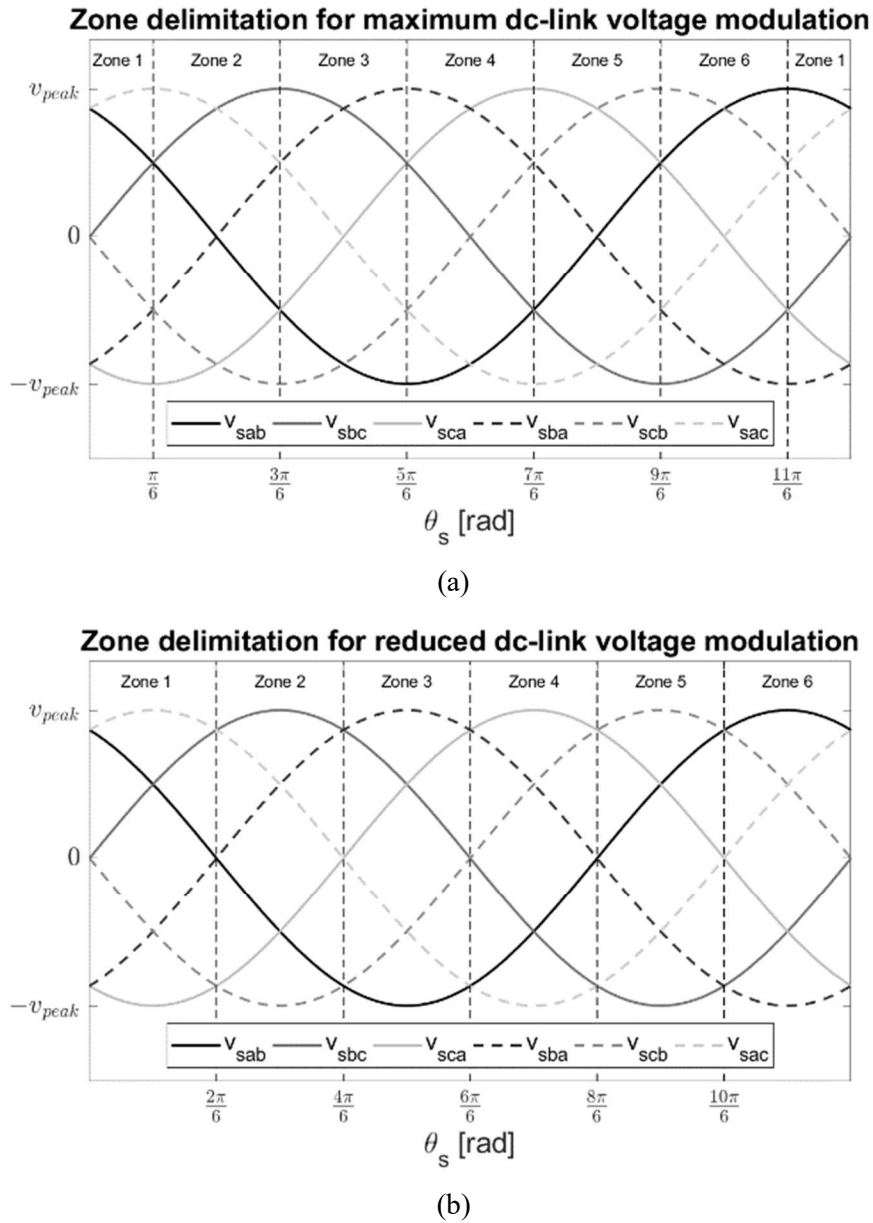 Zone delimitation for maximum dc-link voltage modulation
Zone 1 Zone 2 Zone 3 Zone 4 Zone 5 Zone 6 Zone 1
v_peak
0
−v_peak
v_sab v_sbc v_sca v_sba v_scb v_sac
π/6 3π/6 5π/6 7π/6 9π/6 11π/6
θ_s [rad]
(a)
Zone delimitation for reduced dc-link voltage modulation
Zone 1 Zone 2 Zone 3 Zone 4 Zone 5 Zone 6
v_peak
0
−v_peak
v_sab v_sbc v_sca v_sba v_scb v_sac
2π/6 4π/6 6π/6 8π/6 10π/6
θ_s [rad]
(b)